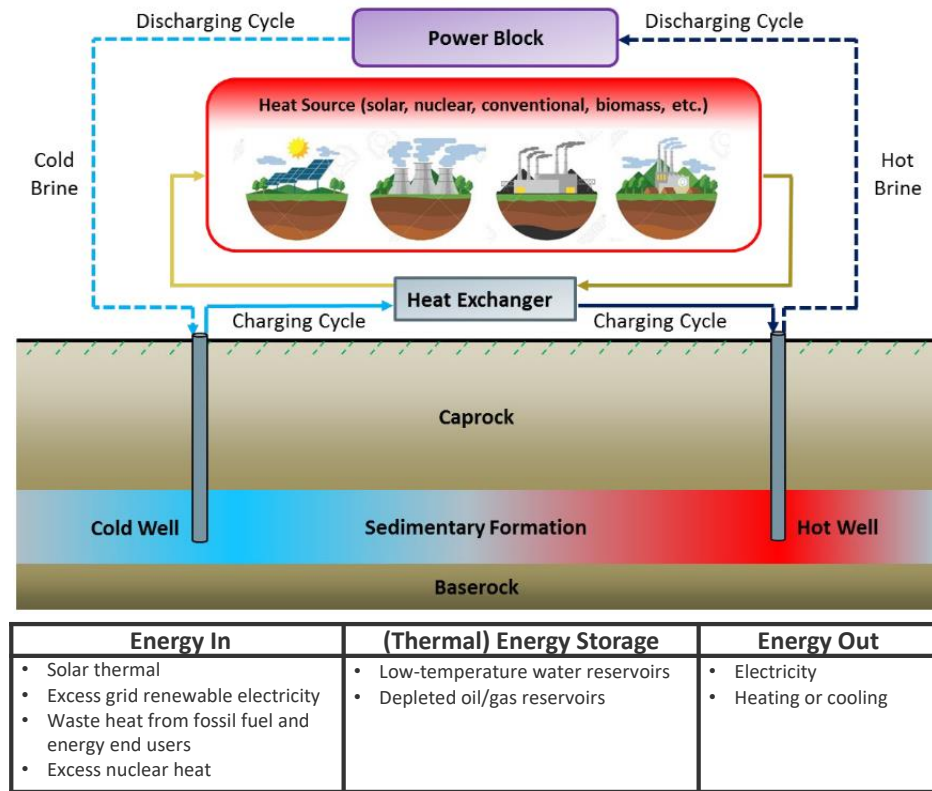 Discharging Cycle
Power Block
Discharging Cycle
Heat Source (solar, nuclear, conventional, biomass, etc.)
Cold
Brine
Hot
Brine
Heat Exchanger
Charging Cycle
Charging Cycle
Caprock
Cold Well
Sedimentary Formation
Hot Well
Baserock
Energy In
(Thermal) Energy Storage
Energy Out
• Solar thermal
• Excess grid renewable electricity
• Waste heat from fossil fuel and
energy end users
• Excess nuclear heat
• Low-temperature water reservoirs
• Depleted oil/gas reservoirs
• Electricity
• Heating or cooling